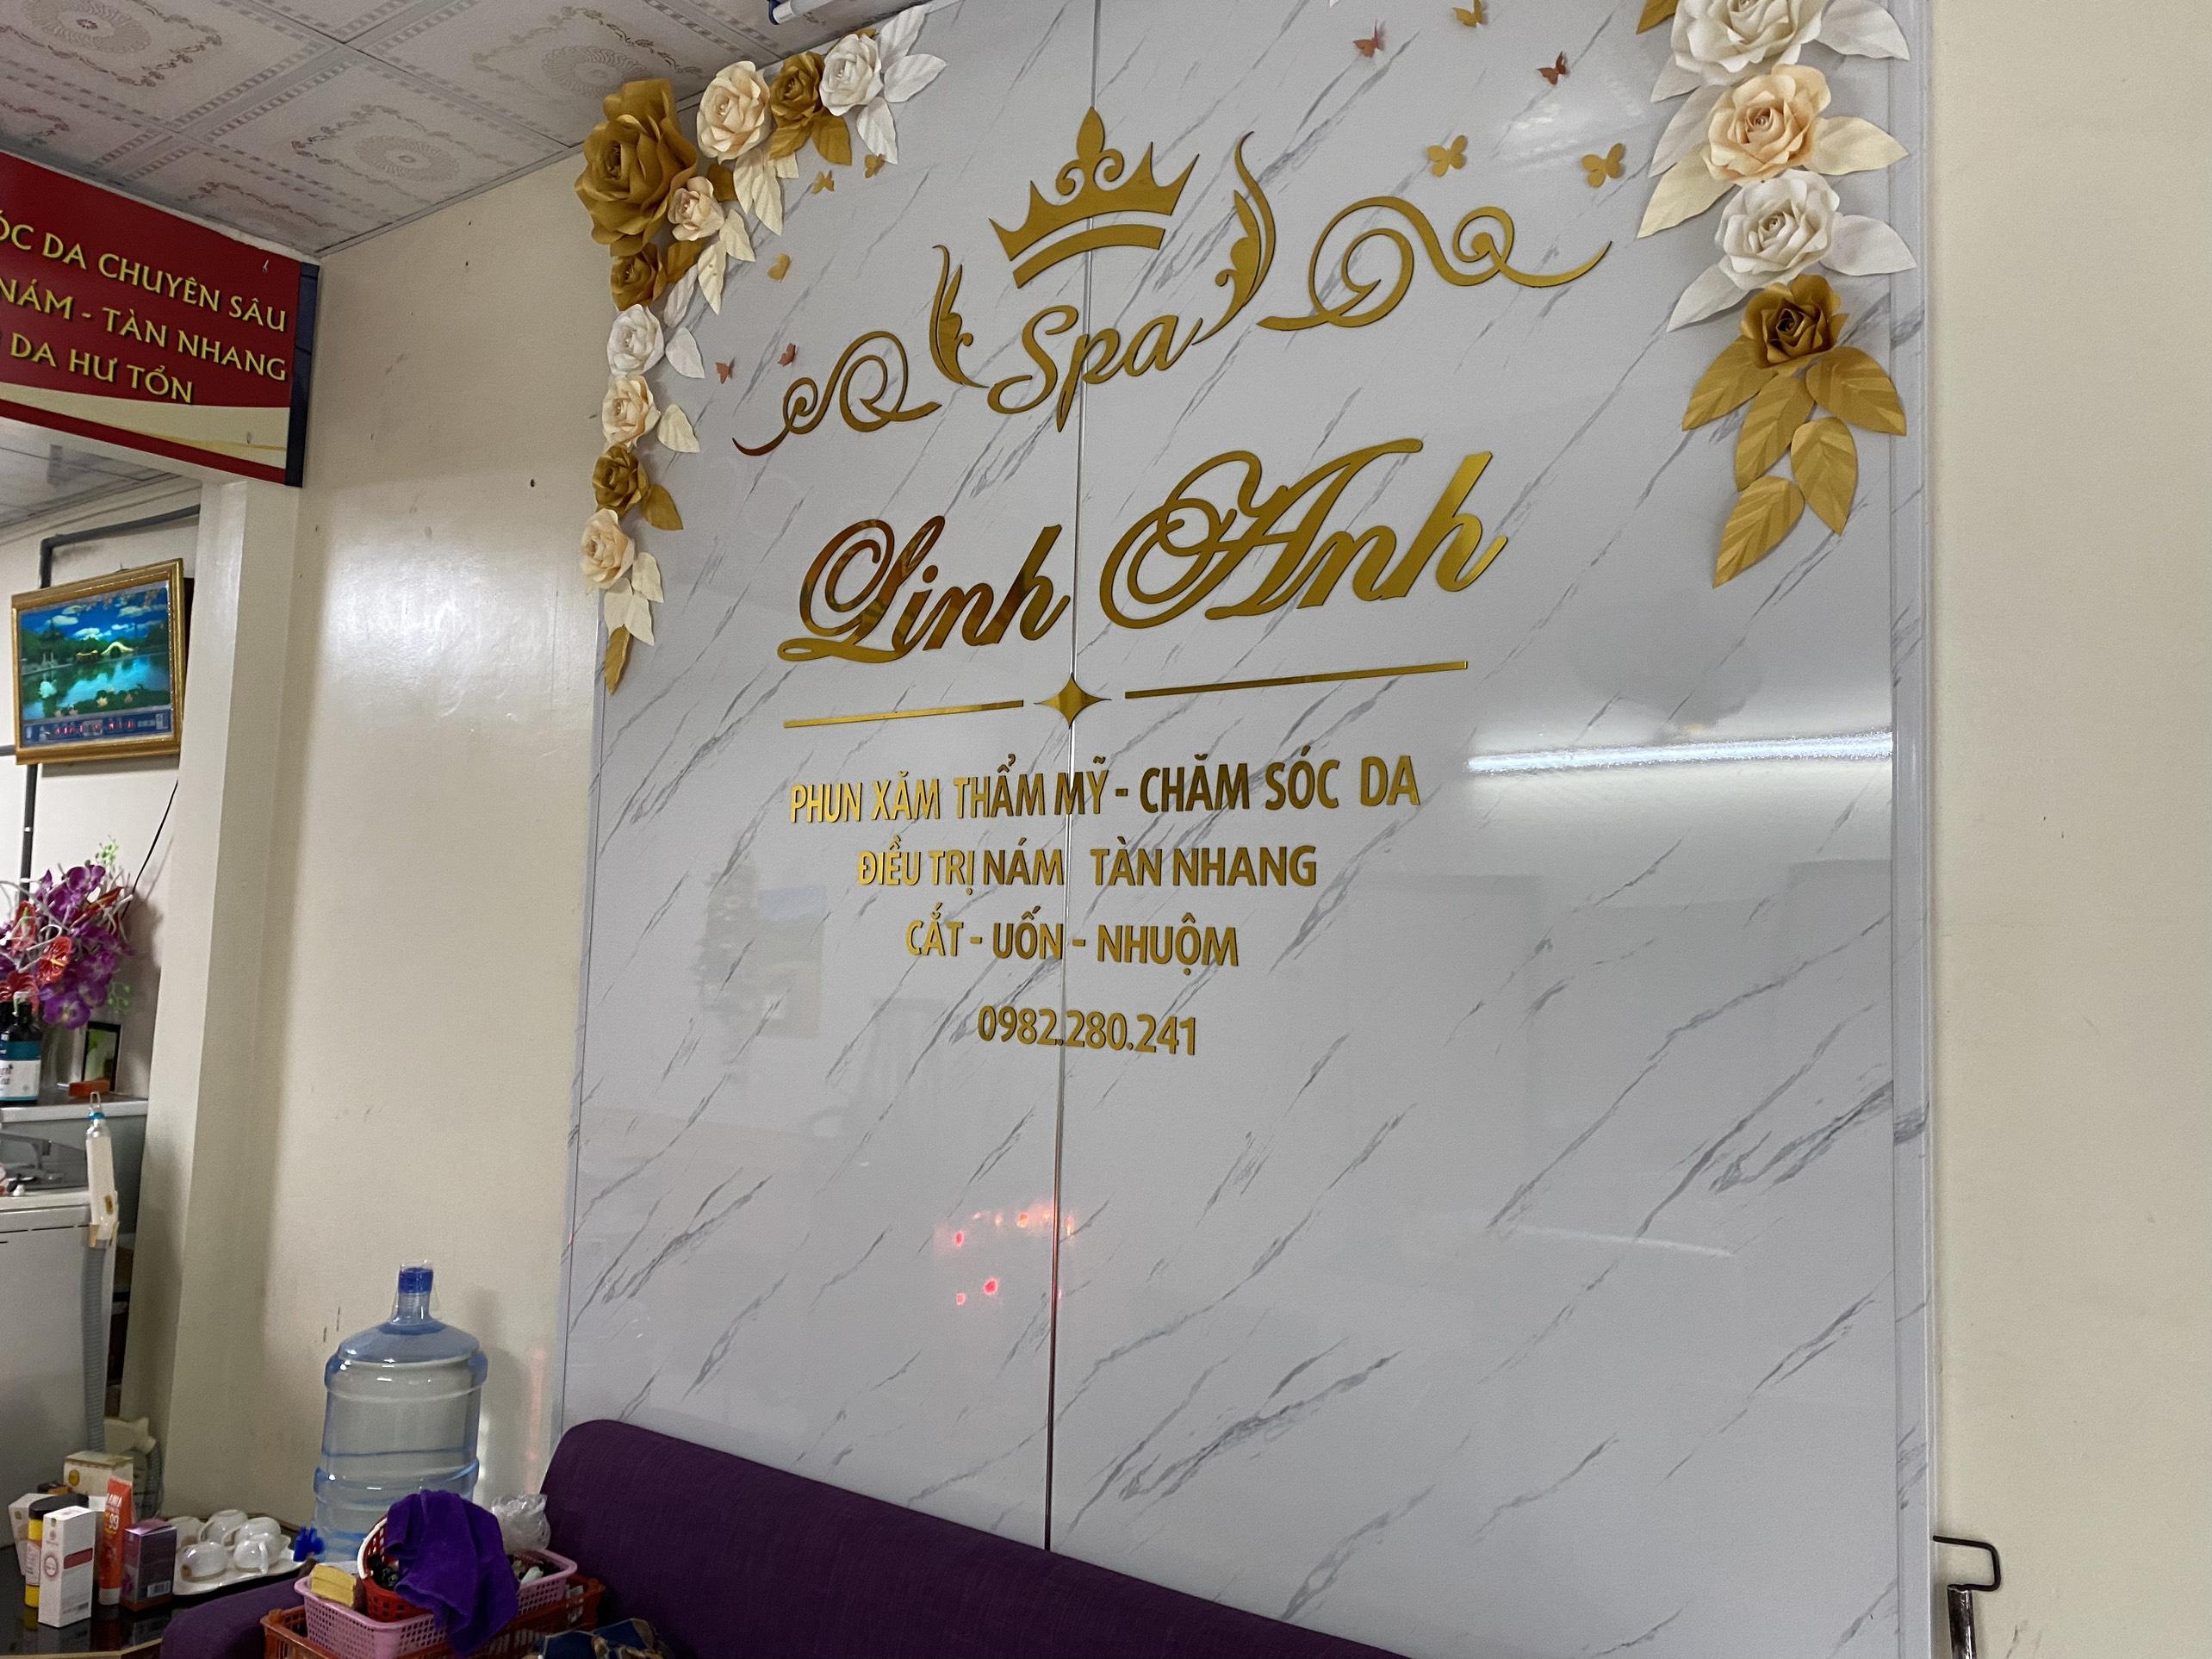 ÓC DA CHUYÊN SÂU
NÁM - TÀN NHANG
DA HƯ TỔN
Spa
Linh Anh
PHUN XĂM THẨM MỸ - CHĂM SÓC DA
ĐIỀU TRỊ NÁM TÀN NHANG
CẮT - UỐN - NHUỘM
0982.280.241